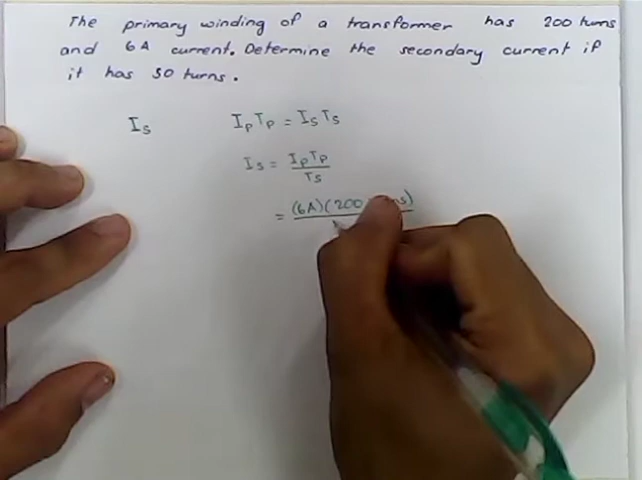 The primary winding of a transformer has 200 turns
and 6A current. Determine the secondary current if
it has 50 turns.
Is IpTp = IsTs
Is = IpTp / Ts
= (6A)(200